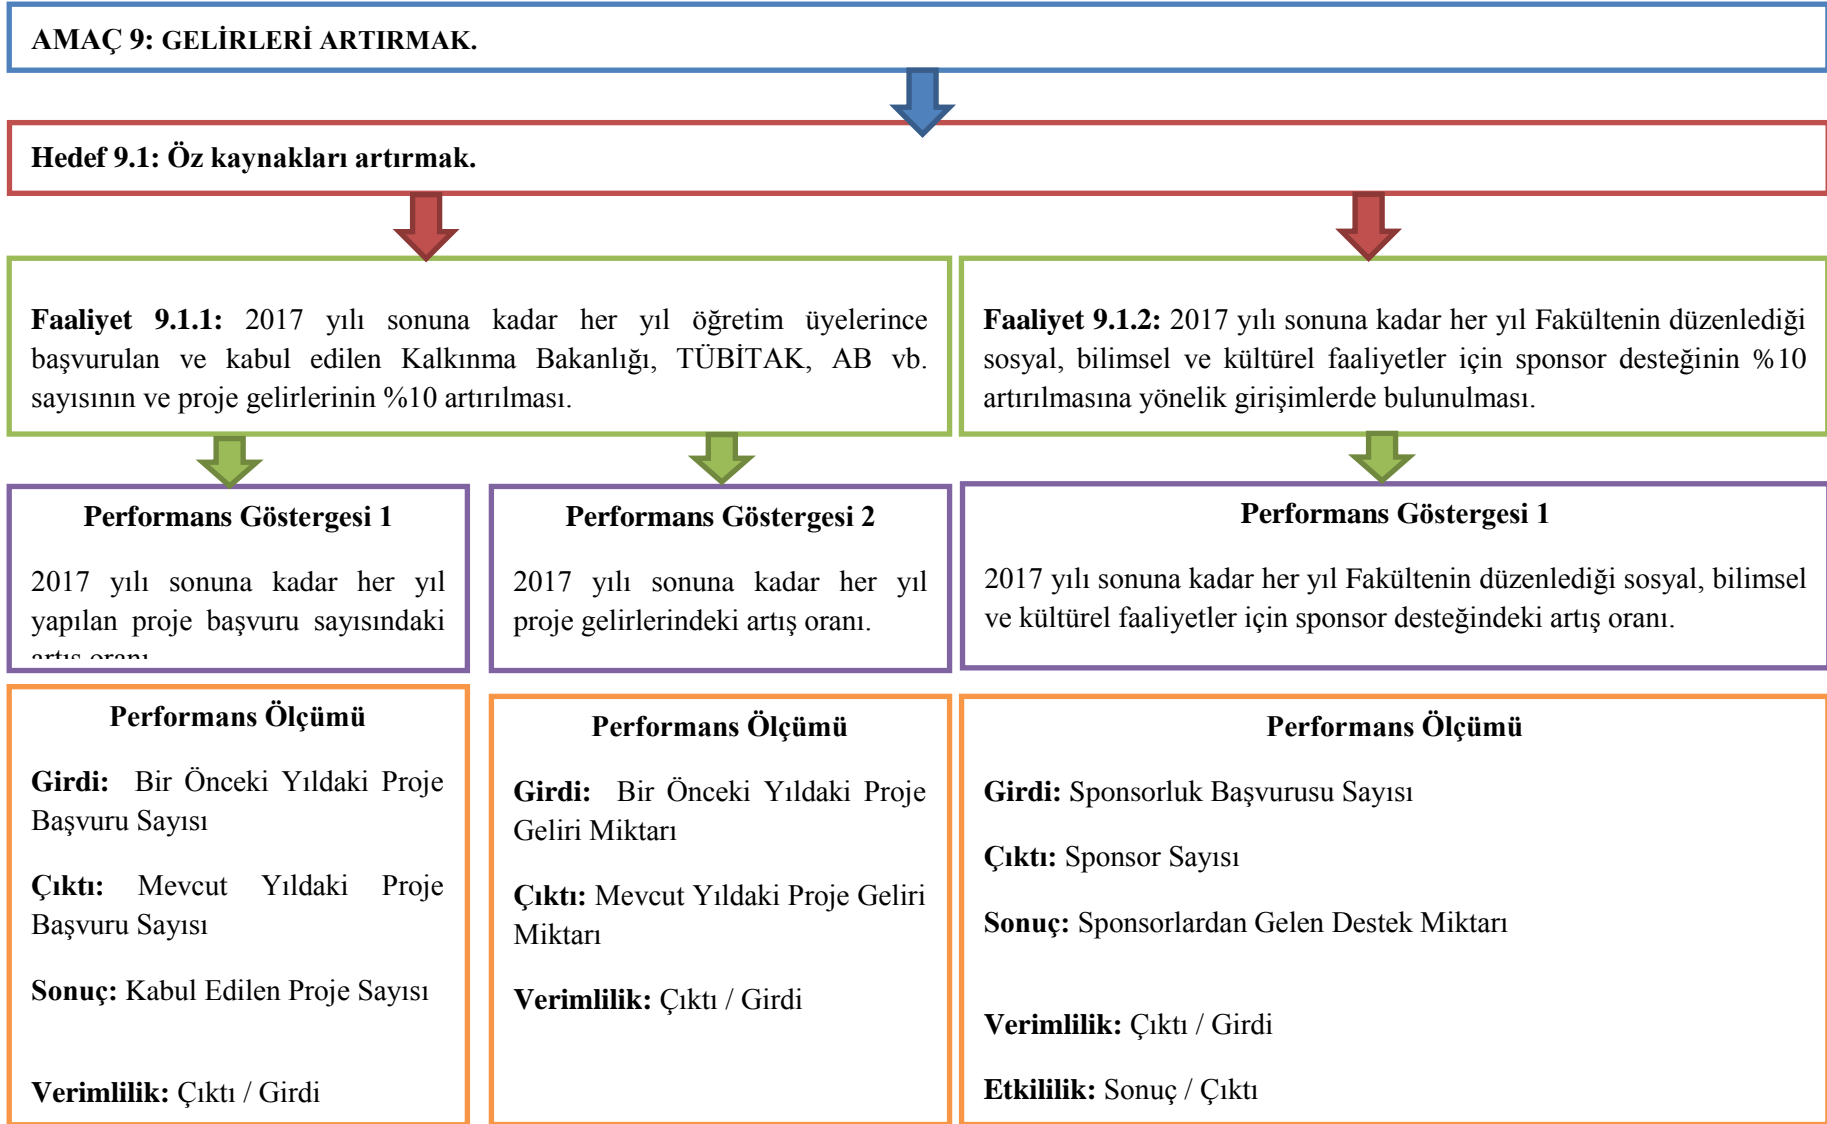 AMAÇ 9: GELİRLERİ ARTIRMAK.
Hedef 9.1: Öz kaynakları artırmak.
Faaliyet 9.1.1: 2017 yılı sonuna kadar her yıl öğretim üyelerince
başvurulan ve kabul edilen Kalkınma Bakanlığı, TÜBİTAK, AB vb.
sayısının ve proje gelirlerinin %10 artırılması.
Faaliyet 9.1.2: 2017 yılı sonuna kadar her yıl Fakültenin düzenlediği
sosyal, bilimsel ve kültürel faaliyetler için sponsor desteğinin %10
artırılmasına yönelik girişimlerde bulunulması.
Performans Göstergesi 1
2017 yılı sonuna kadar her yıl
yapılan proje başvuru sayısındaki
artış oranı
Performans Göstergesi 2
2017 yılı sonuna kadar her yıl
proje gelirlerindeki artış oranı.
Performans Göstergesi 1
2017 yılı sonuna kadar her yıl Fakültenin düzenlediği sosyal, bilimsel
ve kültürel faaliyetler için sponsor desteğindeki artış oranı.
Performans Ölçümü
Girdi: Bir Önceki Yıldaki Proje
Başvuru Sayısı
Çıktı: Mevcut Yıldaki Proje
Başvuru Sayısı
Sonuç: Kabul Edilen Proje Sayısı
Verimlilik: Çıktı / Girdi
Performans Ölçümü
Girdi: Bir Önceki Yıldaki Proje
Geliri Miktarı
Çıktı: Mevcut Yıldaki Proje Geliri
Miktarı
Verimlilik: Çıktı / Girdi
Performans Ölçümü
Girdi: Sponsorluk Başvurusu Sayısı
Çıktı: Sponsor Sayısı
Sonuç: Sponsorlardan Gelen Destek Miktarı
Verimlilik: Çıktı / Girdi
Etkililik: Sonuç / Çıktı